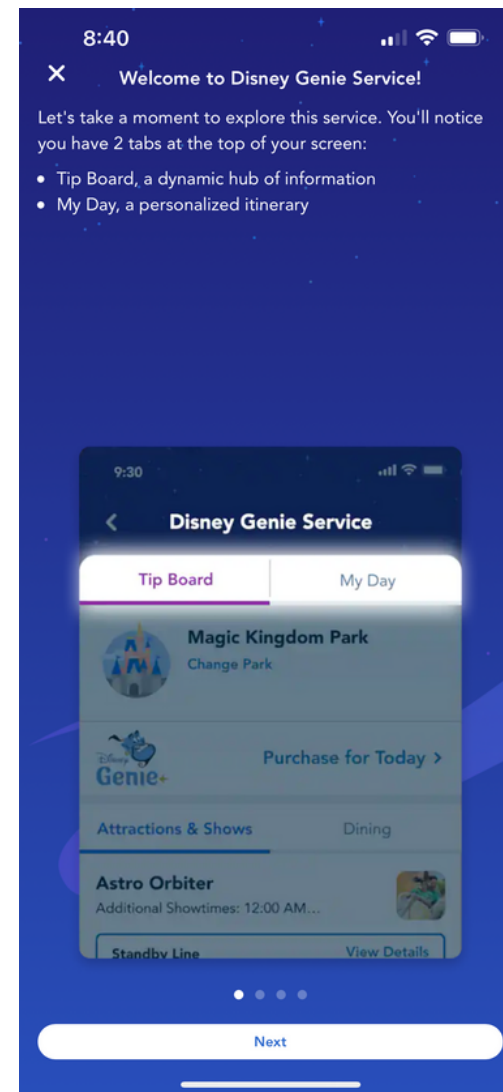 8:40
Welcome to Disney Genie Service!
Let's take a moment to explore this service. You'll notice
you have 2 tabs at the top of your screen:
• Tip Board, a dynamic hub of information
• My Day, a personalized itinerary
9:30
Disney Genie Service
Tip Board My Day
Magic Kingdom Park
Change Park
Disney
Genie+
Purchase for Today >
Attractions & Shows Dining
Astro Orbiter
Additional Showtimes: 12:00 AM...
Standby Line View Details
Next